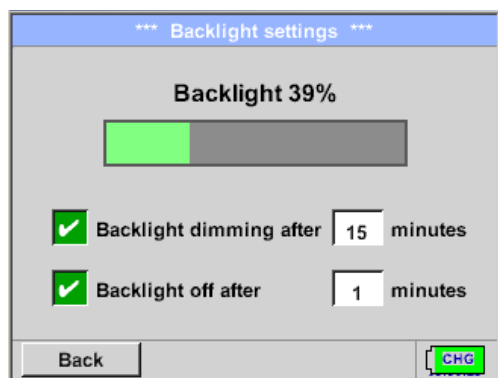 *** Backlight settings ***
Backlight 39%
Backlight dimming after 15 minutes
Backlight off after 1 minutes
Back
CHG